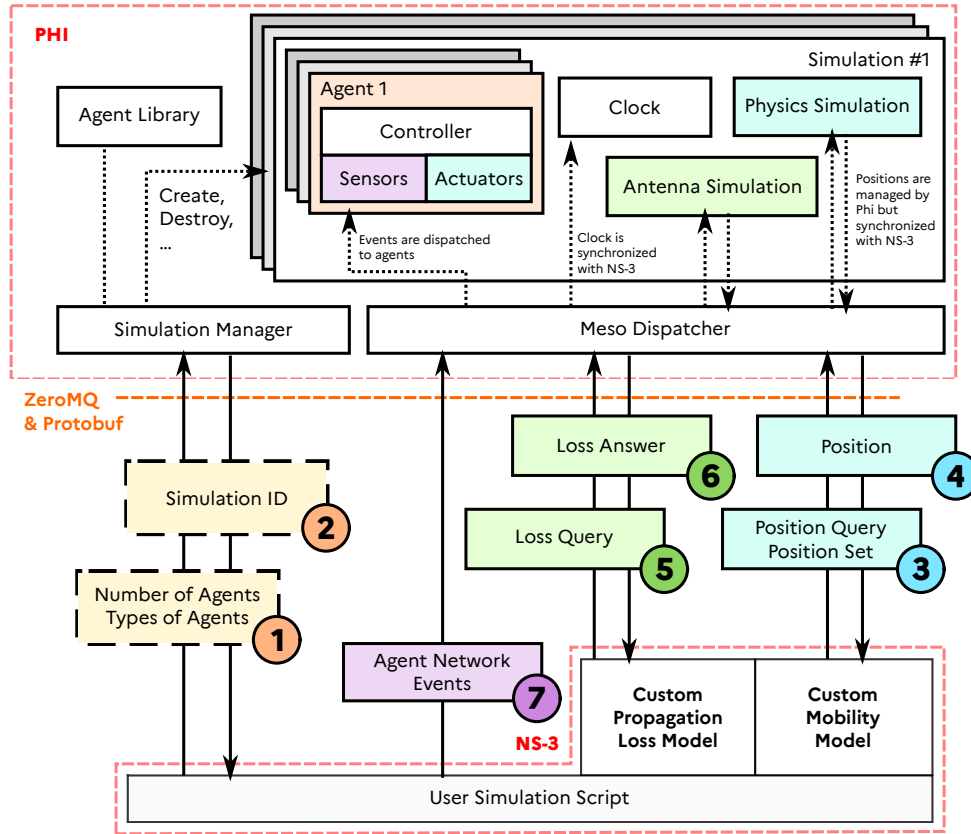 PHI
Simulation #1
Agent 1
Controller
Sensors
Actuators
Agent Library
Clock
Physics Simulation
Antenna Simulation
Create,
Destroy,
...
Events are dispatched
to agents
Clock is
synchronized
with NS-3
Positions are
managed by
Phi but
synchronized
with NS-3
Simulation Manager
Meso Dispatcher
ZeroMQ
& Protobuf
Loss Answer
6
Position
4
Simulation ID
2
Loss Query
5
Position Query
Position Set
3
Number of Agents
Types of Agents
1
Agent Network
Events
7
NS-3
Custom
Propagation
Loss Model
Custom
Mobility
Model
User Simulation Script